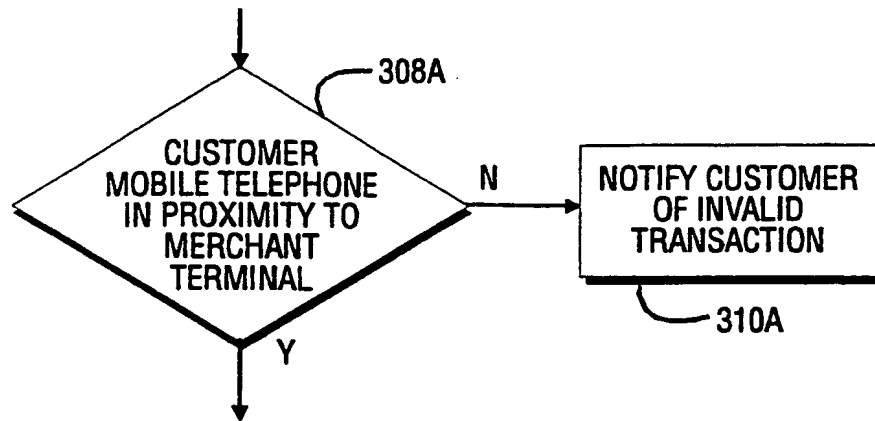 308A
CUSTOMER
MOBILE TELEPHONE
IN PROXIMITY TO
MERCHANT
TERMINAL
N
NOTIFY CUSTOMER
OF INVALID
TRANSACTION
310A
Y